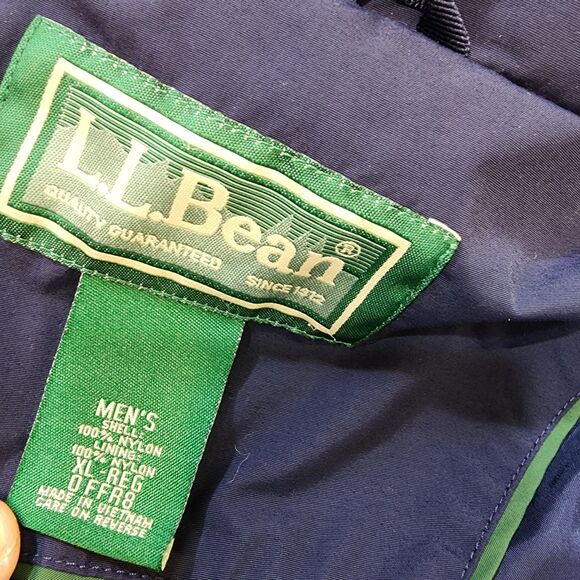 L.L.Bean®
QUALITY GUARANTEED SINCE 1912
MEN'S
SHELL:
100% NYLON
LINING:
100% NYLON
XL-REG
0FFR8
MADE IN VIETNAM
CARE ON REVERSE